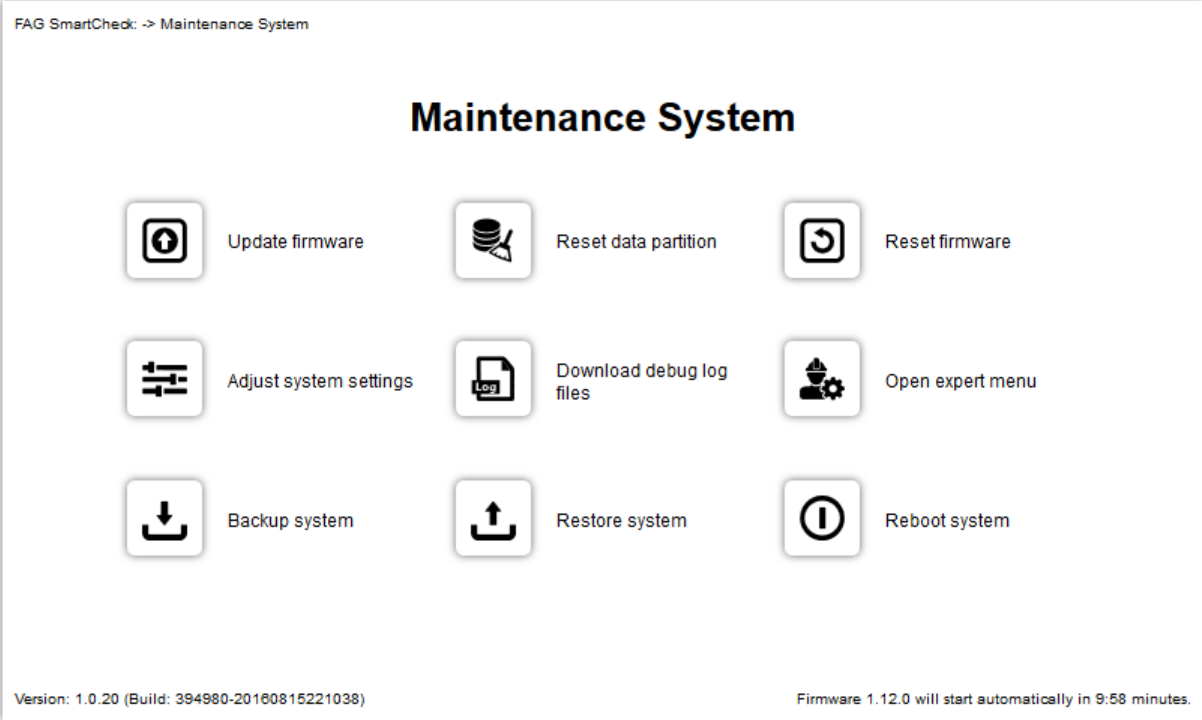 FAG SmartCheck: -> Maintenance System
Maintenance System
Update firmware
Reset data partition
Reset firmware
Adjust system settings
Download debug log
files
Log
Open expert menu
Backup system
Restore system
Reboot system
Version: 1.0.20 (Build: 394980-20160815221038)
Firmware 1.12.0 will start automatically in 9:58 minutes.